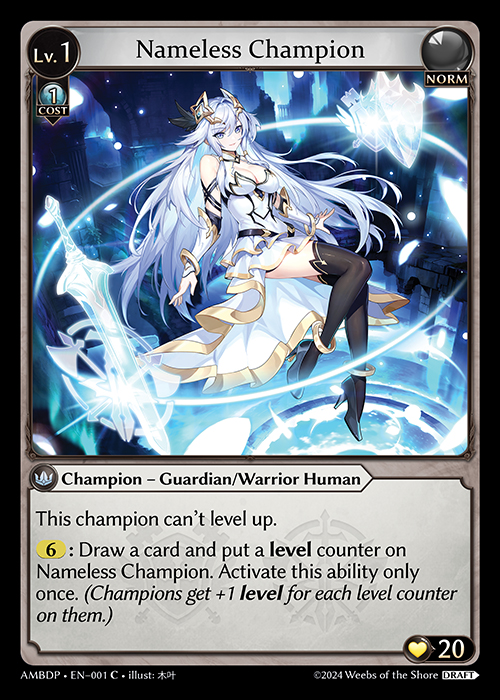 Lv. 1
Nameless Champion
NORM
1
COST
Champion – Guardian/Warrior Human
This champion can't level up.
6 : Draw a card and put a level counter on
Nameless Champion. Activate this ability only
once. (Champions get +1 level for each level counter
on them.)
20
AMBDP • EN–001 C • illust: 木叶
©2024 Weebs of the Shore DRAFT